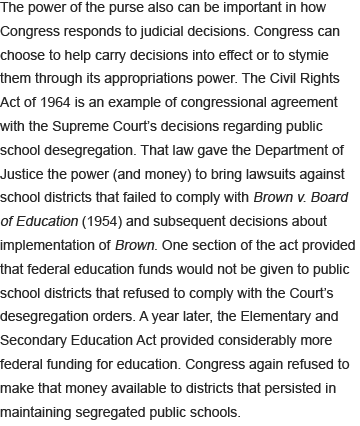 The power of the purse also can be important in how
Congress responds to judicial decisions. Congress can
choose to help carry decisions into effect or to stymie
them through its appropriations power. The Civil Rights
Act of 1964 is an example of congressional agreement
with the Supreme Court’s decisions regarding public
school desegregation. That law gave the Department of
Justice the power (and money) to bring lawsuits against
school districts that failed to comply with Brown v. Board
of Education (1954) and subsequent decisions about
implementation of Brown. One section of the act provided
that federal education funds would not be given to public
school districts that refused to comply with the Court’s
desegregation orders. A year later, the Elementary and
Secondary Education Act provided considerably more
federal funding for education. Congress again refused to
make that money available to districts that persisted in
maintaining segregated public schools.